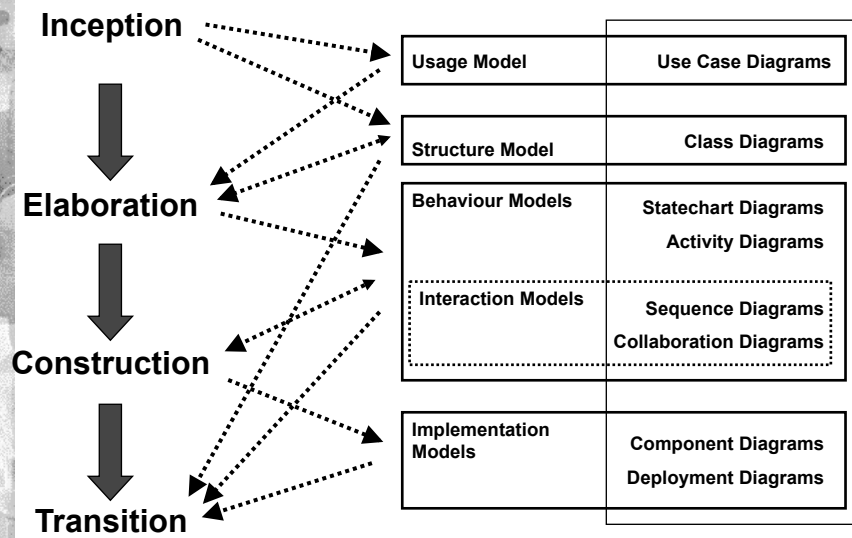 Inception
Elaboration
Construction
Transition
Usage Model
Use Case Diagrams
Structure Model
Class Diagrams
Behaviour Models
Statechart Diagrams
Activity Diagrams
Interaction Models
Sequence Diagrams
Collaboration Diagrams
Implementation
Models
Component Diagrams
Deployment Diagrams